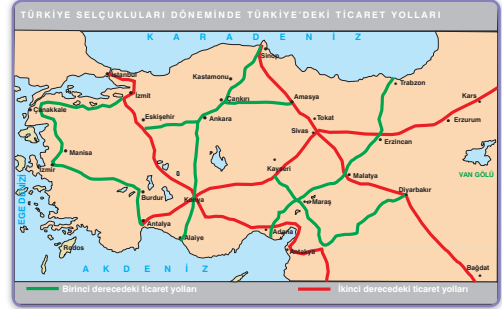 TÜRKİYE SELÇUKLULARI DÖNEMİNDE TÜRKİYE'DEKİ TİCARET YOLLARI
KARADENİZ
Sinop
İstanbul
Kastamonu
Trabzon
İzmit
Çankırı
Amasya
Kars
Çanakkale
Eskişehir
Ankara
Tokat
Erzurum
Sivas
Erzincan
Manisa
İzmir
Kayseri
Malatya
VAN GÖLÜ
EGE DENİZİ
Burdur
Konya
Maraş
Diyarbakır
Antalya
Alaiye
Adana
Rodos
Antakya
AKDENİZ
Bağdat
Birinci derecedeki ticaret yolları
İkinci derecedeki ticaret yolları